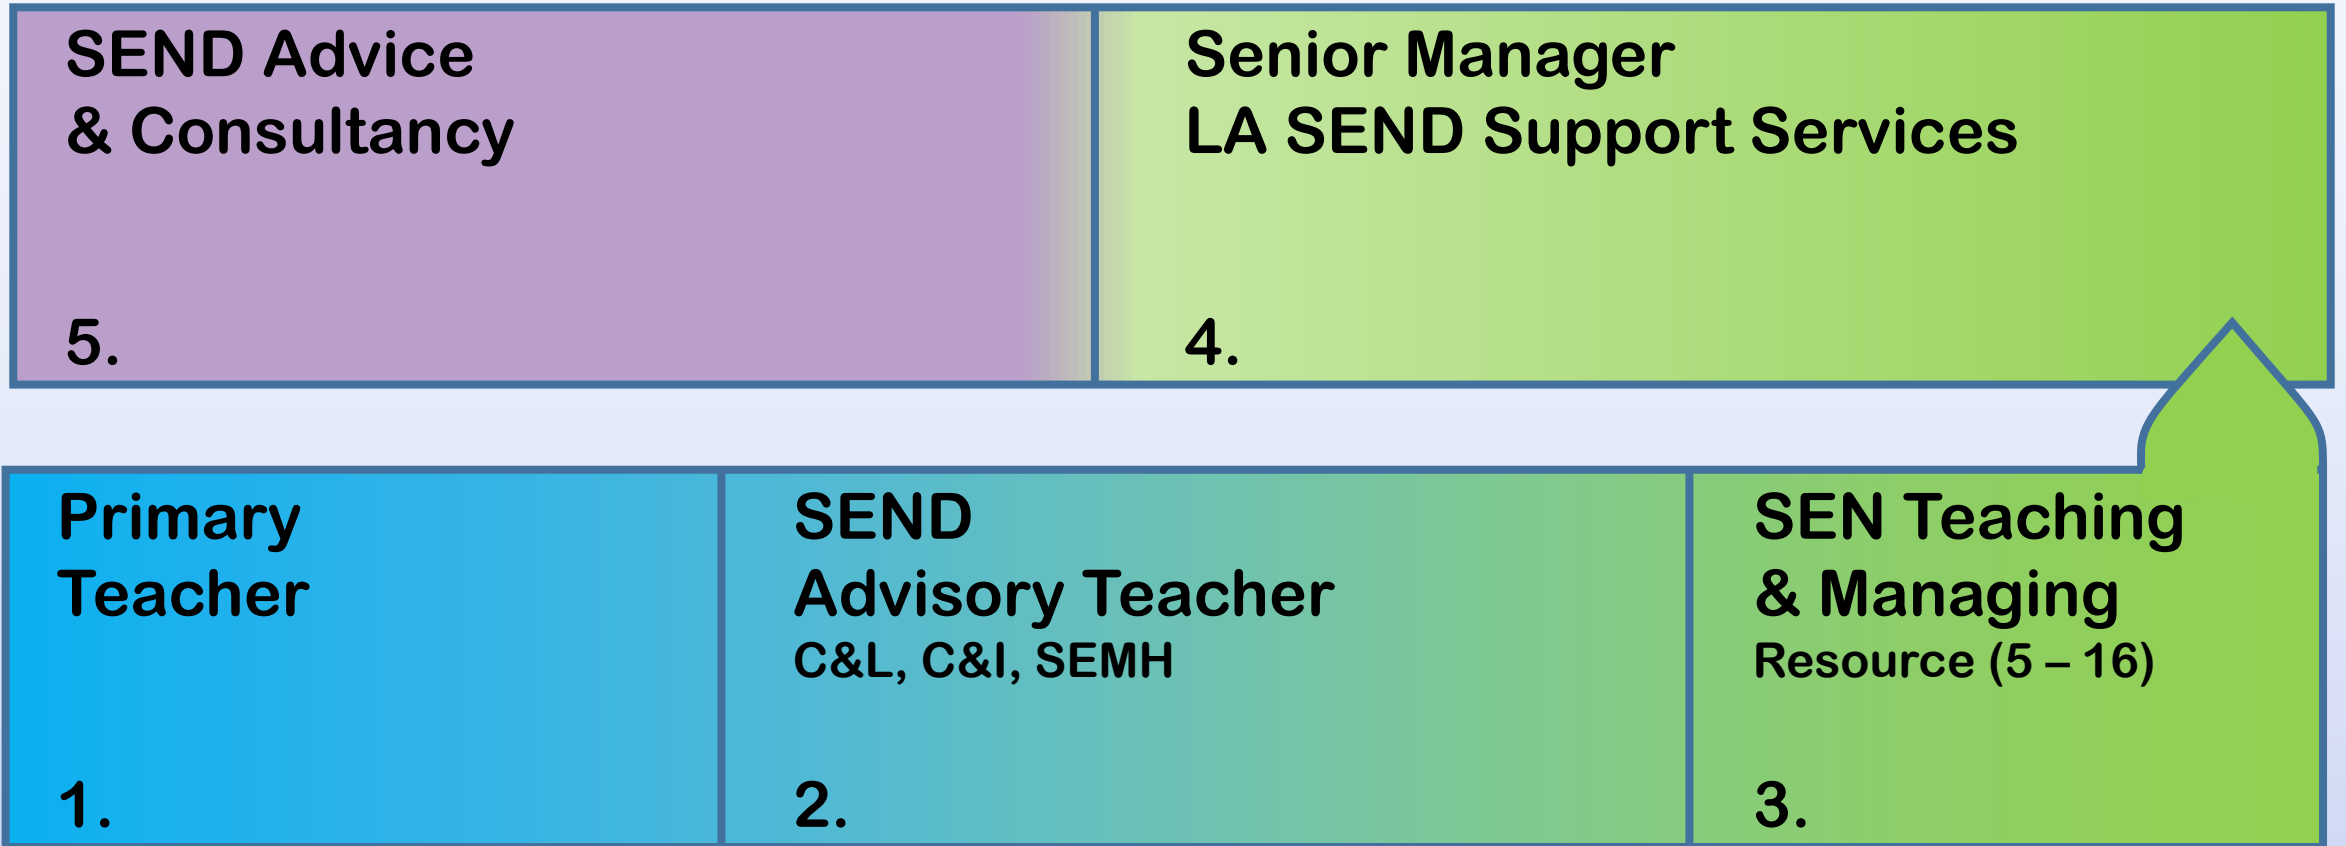 SEND Advice
& Consultancy
5.
Senior Manager
LA SEND Support Services
4.
Primary
Teacher
1.
SEND
Advisory Teacher
C&L, C&I, SEMH
2.
SEN Teaching
& Managing
Resource (5 – 16)
3.